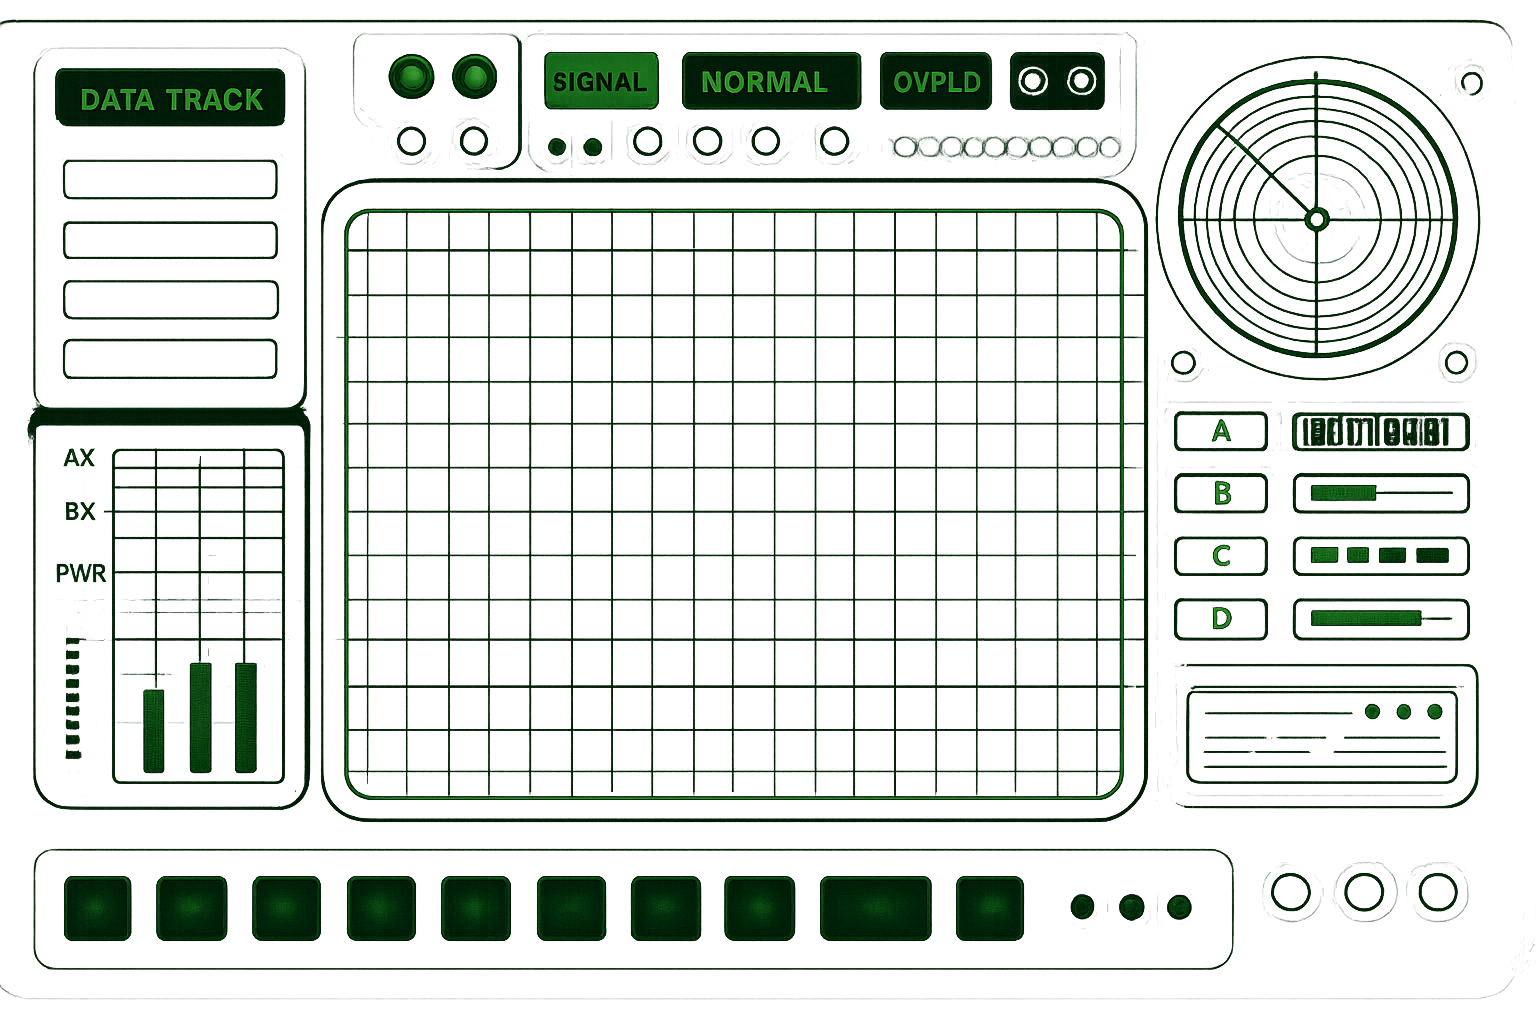 DATA TRACK
SIGNAL
NORMAL
OVPLD
AX
BX
PWR
A
B
C
D